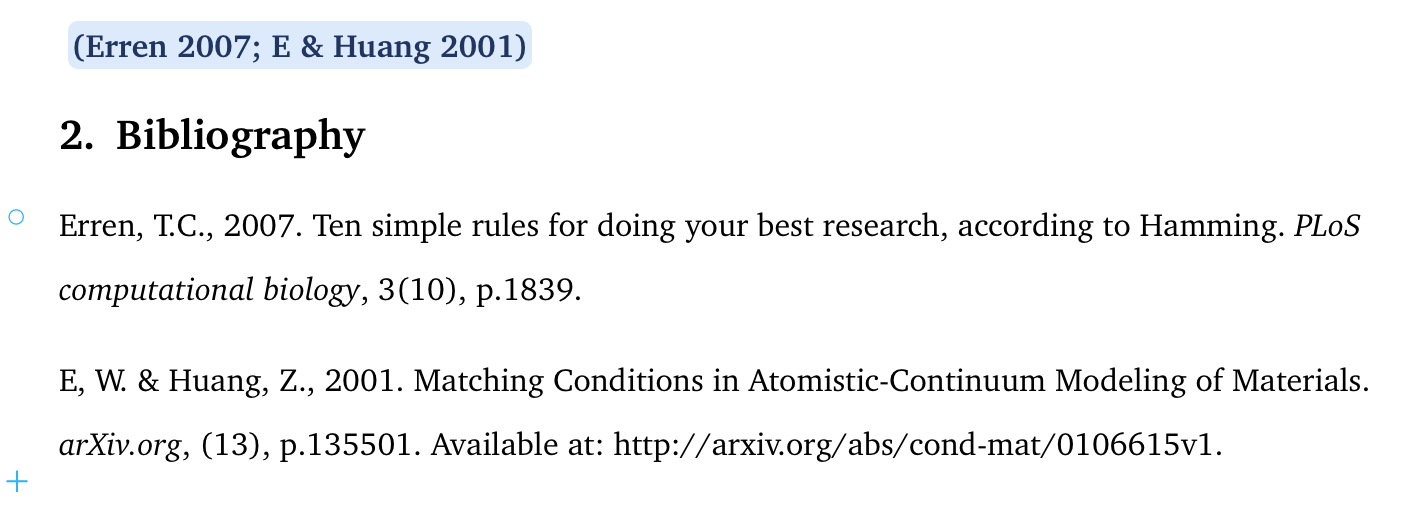 (Erren 2007; E & Huang 2001)
2. Bibliography
Erren, T.C., 2007. Ten simple rules for doing your best research, according to Hamming. PLoS
computational biology, 3(10), p.1839.
E, W. & Huang, Z., 2001. Matching Conditions in Atomistic-Continuum Modeling of Materials.
arXiv.org, (13), p.135501. Available at: http://arxiv.org/abs/cond-mat/0106615v1.